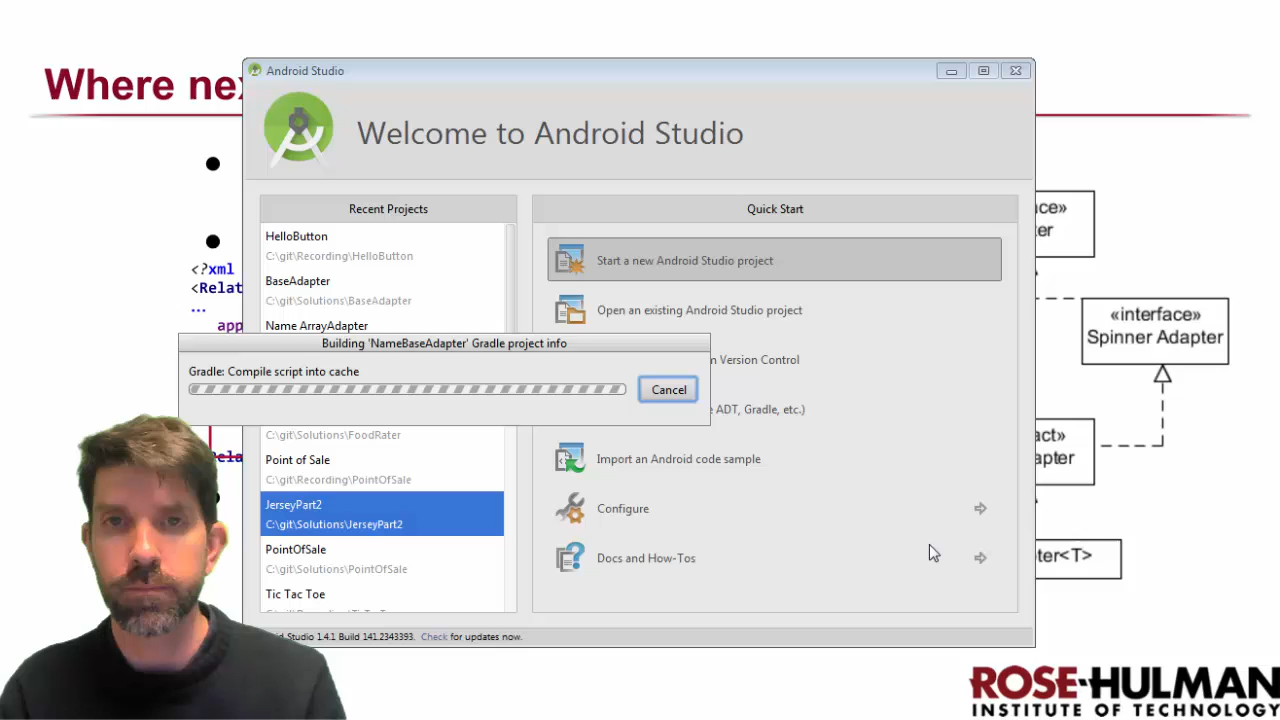 Where ne
Android Studio
Welcome to Android Studio
Recent Projects
HelloButton
C:\git\Recording\HelloButton
BaseAdapter
C:\git\Solutions\BaseAdapter
Name ArrayAdapter
C:\git\Solutions\FoodRater
Point of Sale
C:\git\Recording\PointOfSale
JerseyPart2
C:\git\Solutions\JerseyPart2
PointOfSale
C:\git\Solutions\PointOfSale
Tic Tac Toe
Quick Start
Start a new Android Studio project
Open an existing Android Studio project
n Version Control
ADT, Gradle, etc.)
Import an Android code sample
Configure
Docs and How-Tos
Building 'NameBaseAdapter' Gradle project info
Gradle: Compile script into cache
Cancel
d Studio 1.4.1 Build 141.2343393. Check for updates now.
<?xml
<Relat
...
app
Rela
ce»
ter
«interface»
Spinner Adapter
act»
apter
ter<T>
ROSE-HULMAN
INSTITUTE OF TECHNOLOGY